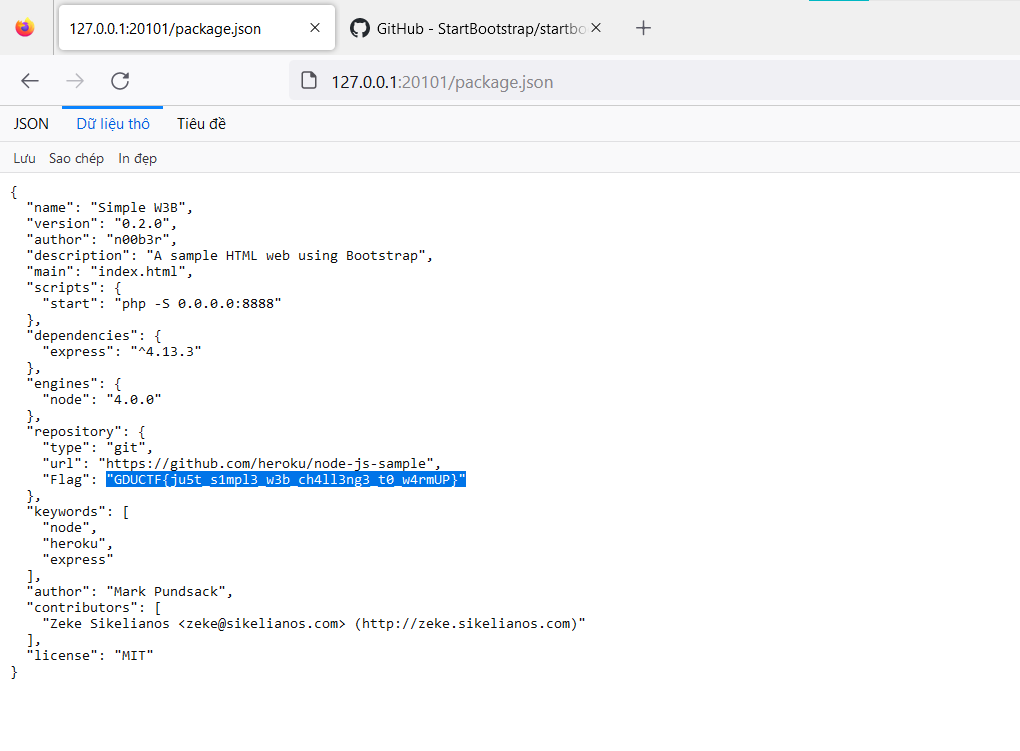 127.0.0.1:20101/package.json
GitHub - StartBootstrap/startbo
127.0.0.1:20101/package.json
JSON Dữ liệu thô Tiêu đề
Lưu Sao chép In đẹp
{
"name": "Simple W3B",
"version": "0.2.0",
"author": "n00b3r",
"description": "A sample HTML web using Bootstrap",
"main": "index.html",
"scripts": {
"start": "php -S 0.0.0.0:8888"
},
"dependencies": {
"express": "^4.13.3"
},
"engines": {
"node": "4.0.0"
},
"repository": {
"type": "git",
"url": "https://github.com/heroku/node-js-sample",
"Flag": "GDUCTF{ju5t_s1mpl3_w3b_ch4ll3ng3_t0_w4rmUP}"
},
"keywords": [
"node",
"heroku",
"express"
],
"author": "Mark Pundsack",
"contributors": [
"Zeke Sikelianos <zeke@sikelianos.com> (http://zeke.sikelianos.com)"
],
"license": "MIT"
}